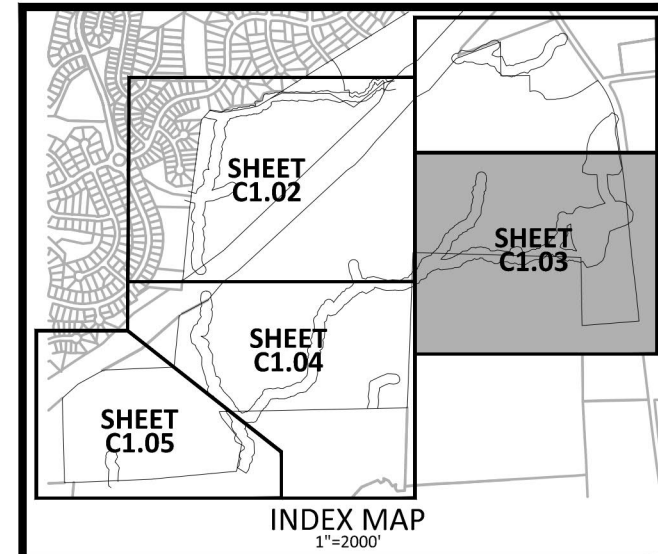 SHEET
C1.02
SHEET
C1.03
SHEET
C1.04
SHEET
C1.05
INDEX MAP
1"=2000'